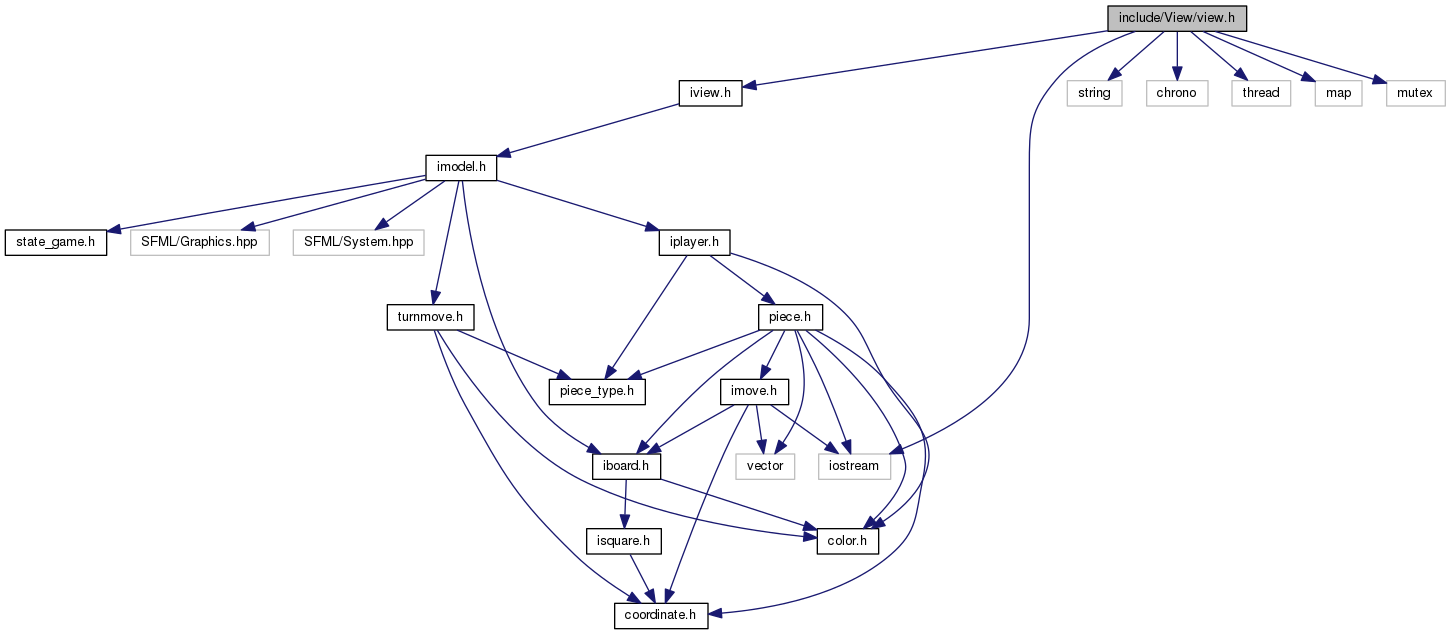 include/View/view.h
iview.h
string
chrono
thread
map
mutex
imodel.h
state_game.h
SFML/Graphics.hpp
SFML/System.hpp
iplayer.h
turnmove.h
piece.h
piece_type.h
imove.h
iboard.h
vector
iostream
isquare.h
color.h
coordinate.h